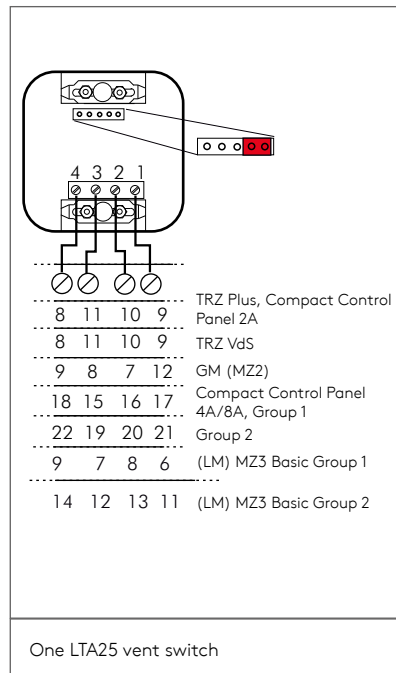 4 3 2 1
8 11 10 9 TRZ Plus, Compact Control
Panel 2A
8 11 10 9 TRZ VdS
9 8 7 12 GM (MZ2)
18 15 16 17 Compact Control Panel
4A/8A, Group 1
22 19 20 21 Group 2
9 7 8 6 (LM) MZ3 Basic Group 1
14 12 13 11 (LM) MZ3 Basic Group 2
One LTA25 vent switch